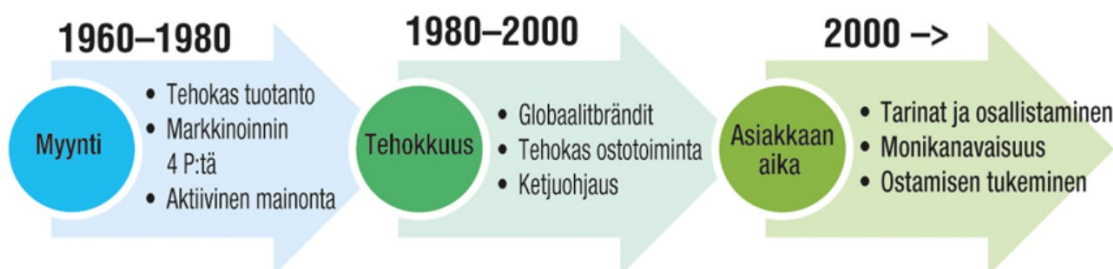 1960–1980
Myynti
• Tehokas tuotanto
• Markkinoinnin
4 P:tä
• Aktiivinen mainonta
1980–2000
Tehokkuus
• Globaalitbrändit
• Tehokas ostotoiminta
• Ketjuohjaus
2000 –>
Asiakkaan
aika
• Tarinat ja osallistaminen
• Monikanavaisuus
• Ostamisen tukeminen